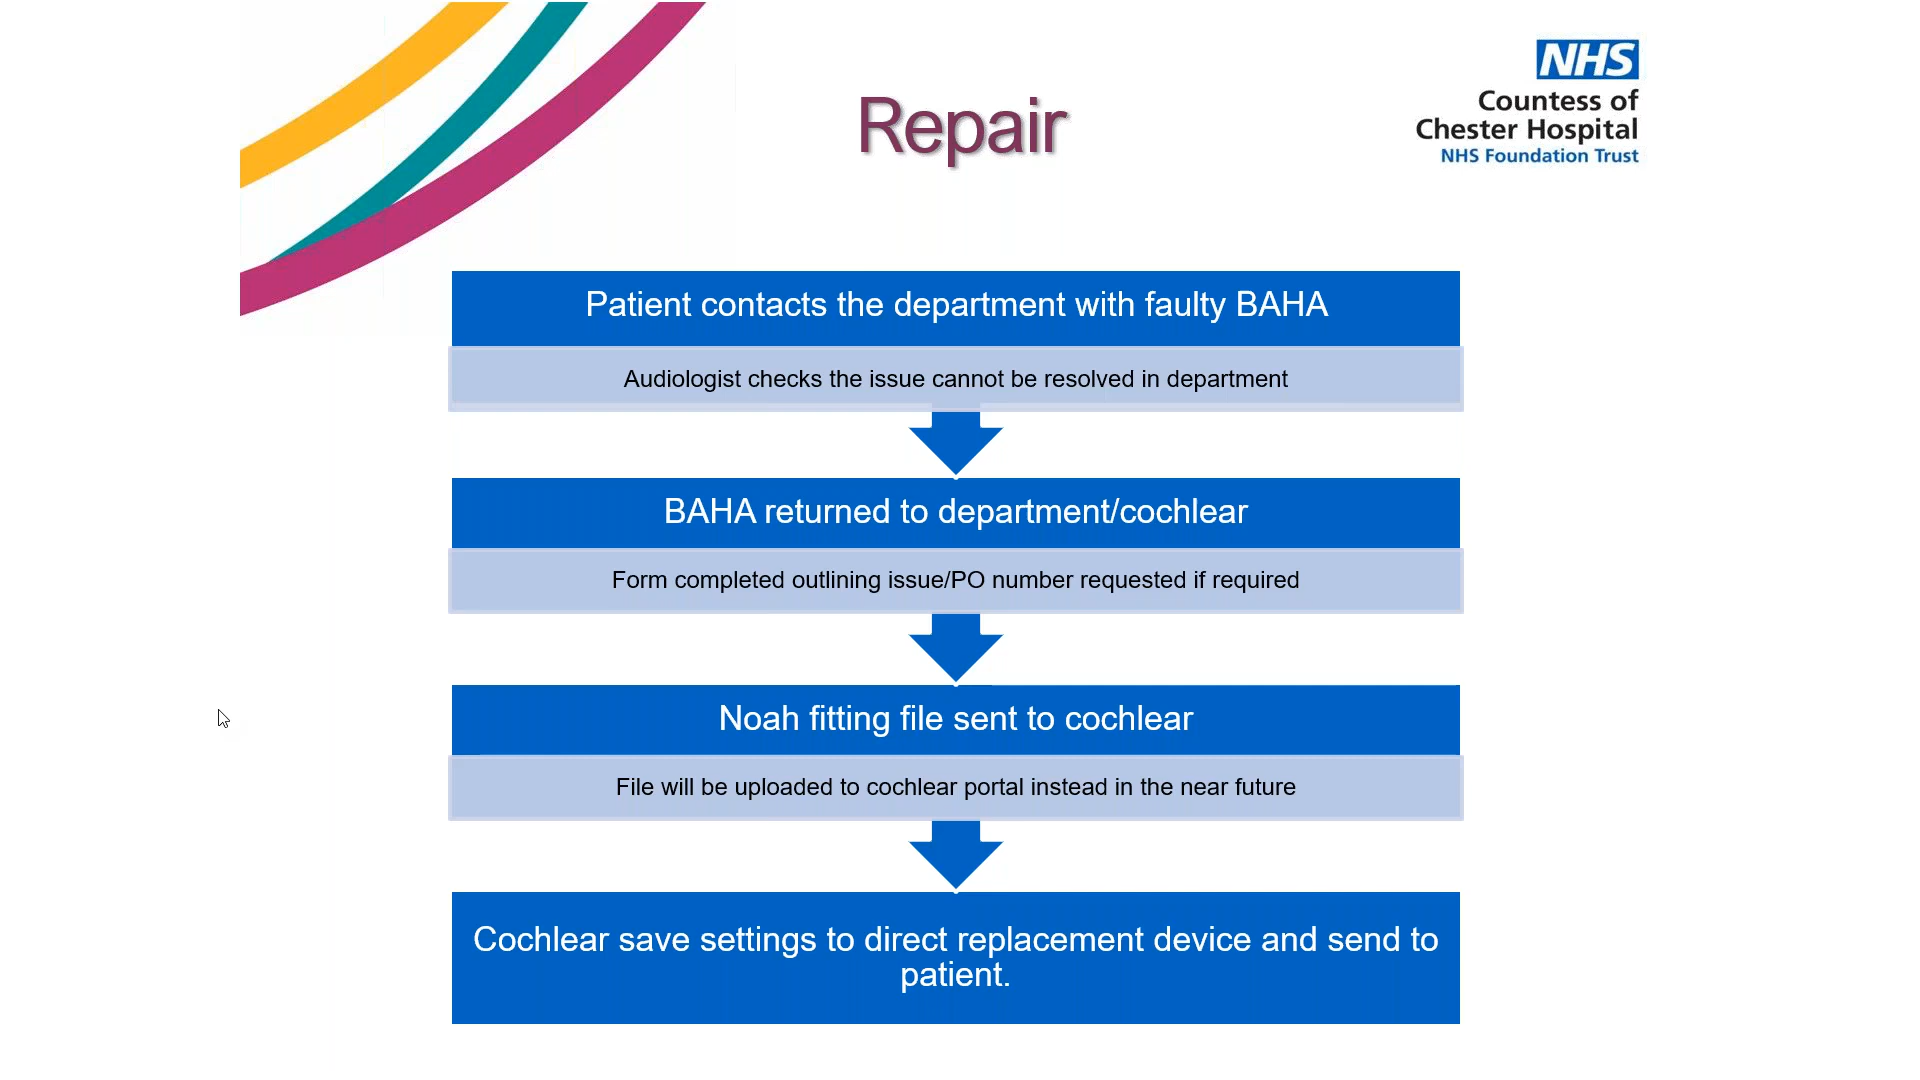 Repair
NHS
Countess of
Chester Hospital
NHS Foundation Trust
Patient contacts the department with faulty BAHA
Audiologist checks the issue cannot be resolved in department
BAHA returned to department/cochlear
Form completed outlining issue/PO number requested if required
Noah fitting file sent to cochlear
File will be uploaded to cochlear portal instead in the near future
Cochlear save settings to direct replacement device and send to
patient.